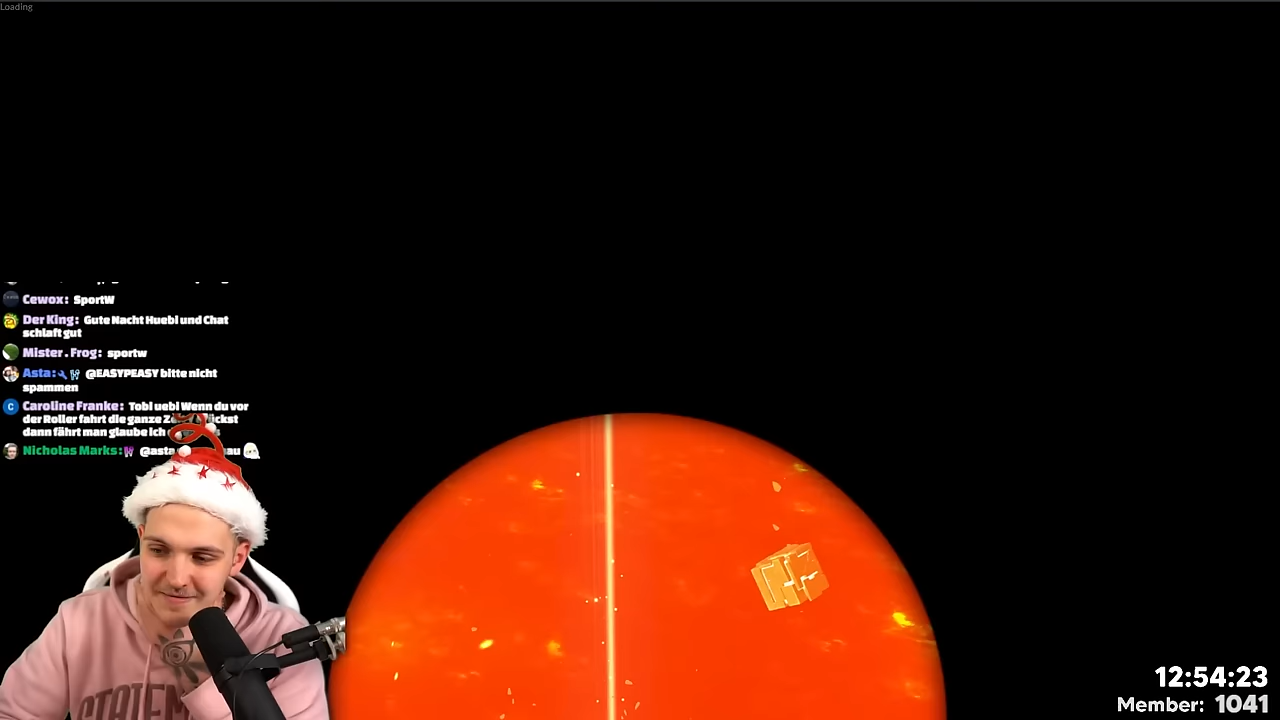 Loading
Cewox: SportW
Der King: Gute Nacht Huebi und Chat
schlaft gut
Mister.Frog: sportw
Asta: @EASYPEASY bitte nicht
spammen
C Caroline Franke: Tobi uebi Wenn du vor
der Roller fahrt die ganze
dann fährt man glaube ich
Nicholas Marks: @asta
12:54:23
Member: 1041